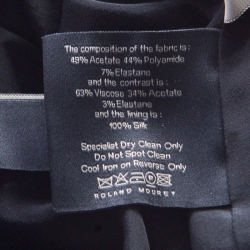 The composition of the fabric is:
49% Acetate 44% Polyamide
7% Elastane
and the contrast is:
63% Viscose 34% Acetate
3% Elastane
and the lining is:
100% Silk
Specialist Dry Clean Only
Do Not Spot Clean
Cool Iron on Reverse Only
ROLAND MOURET